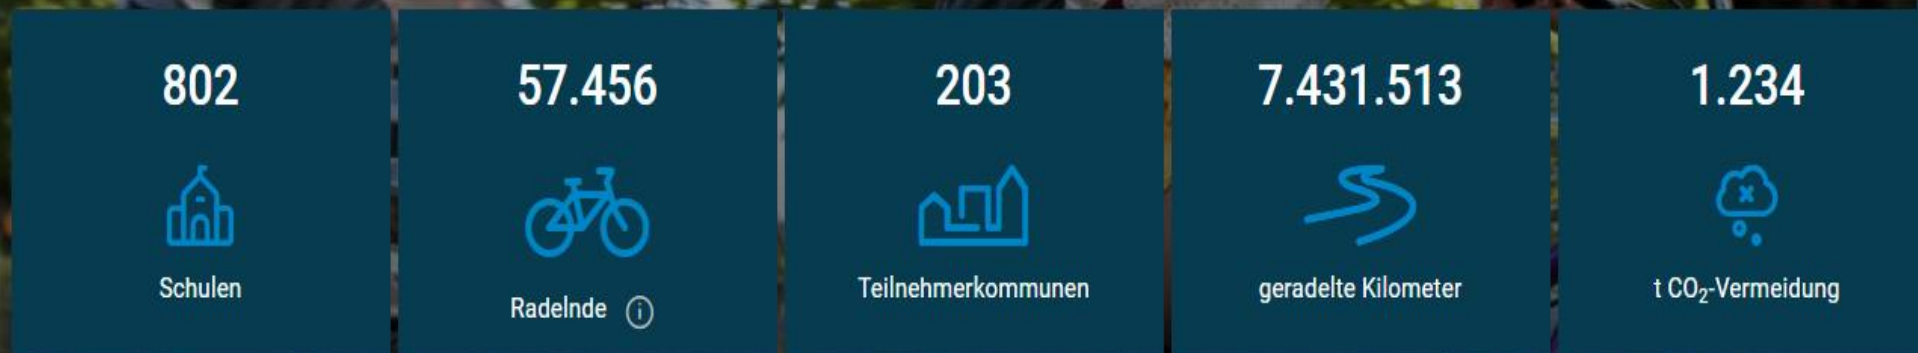 802
Schulen
57.456
Radelnde
203
Teilnehmerkommunen
7.431.513
geradelte Kilometer
1.234
t CO₂-Vermeidung